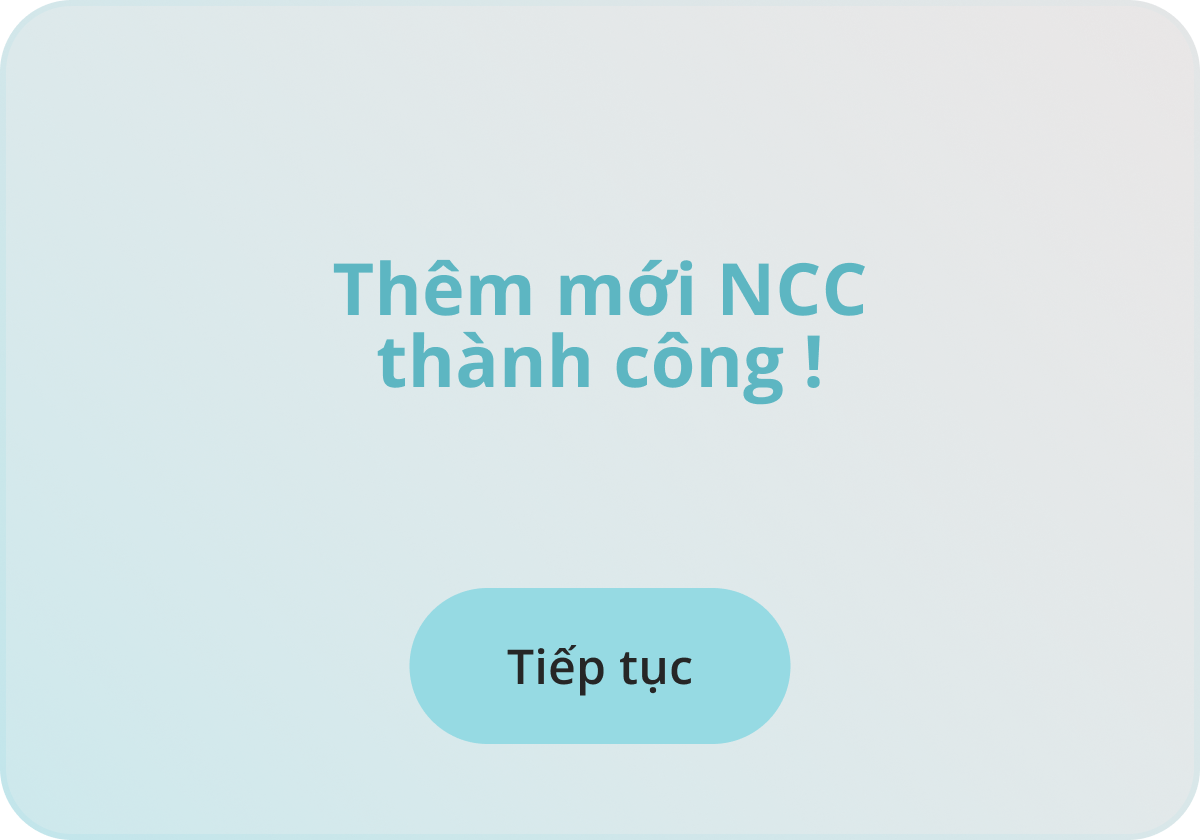 Thêm mới NCC
thành công !
Tiếp tục